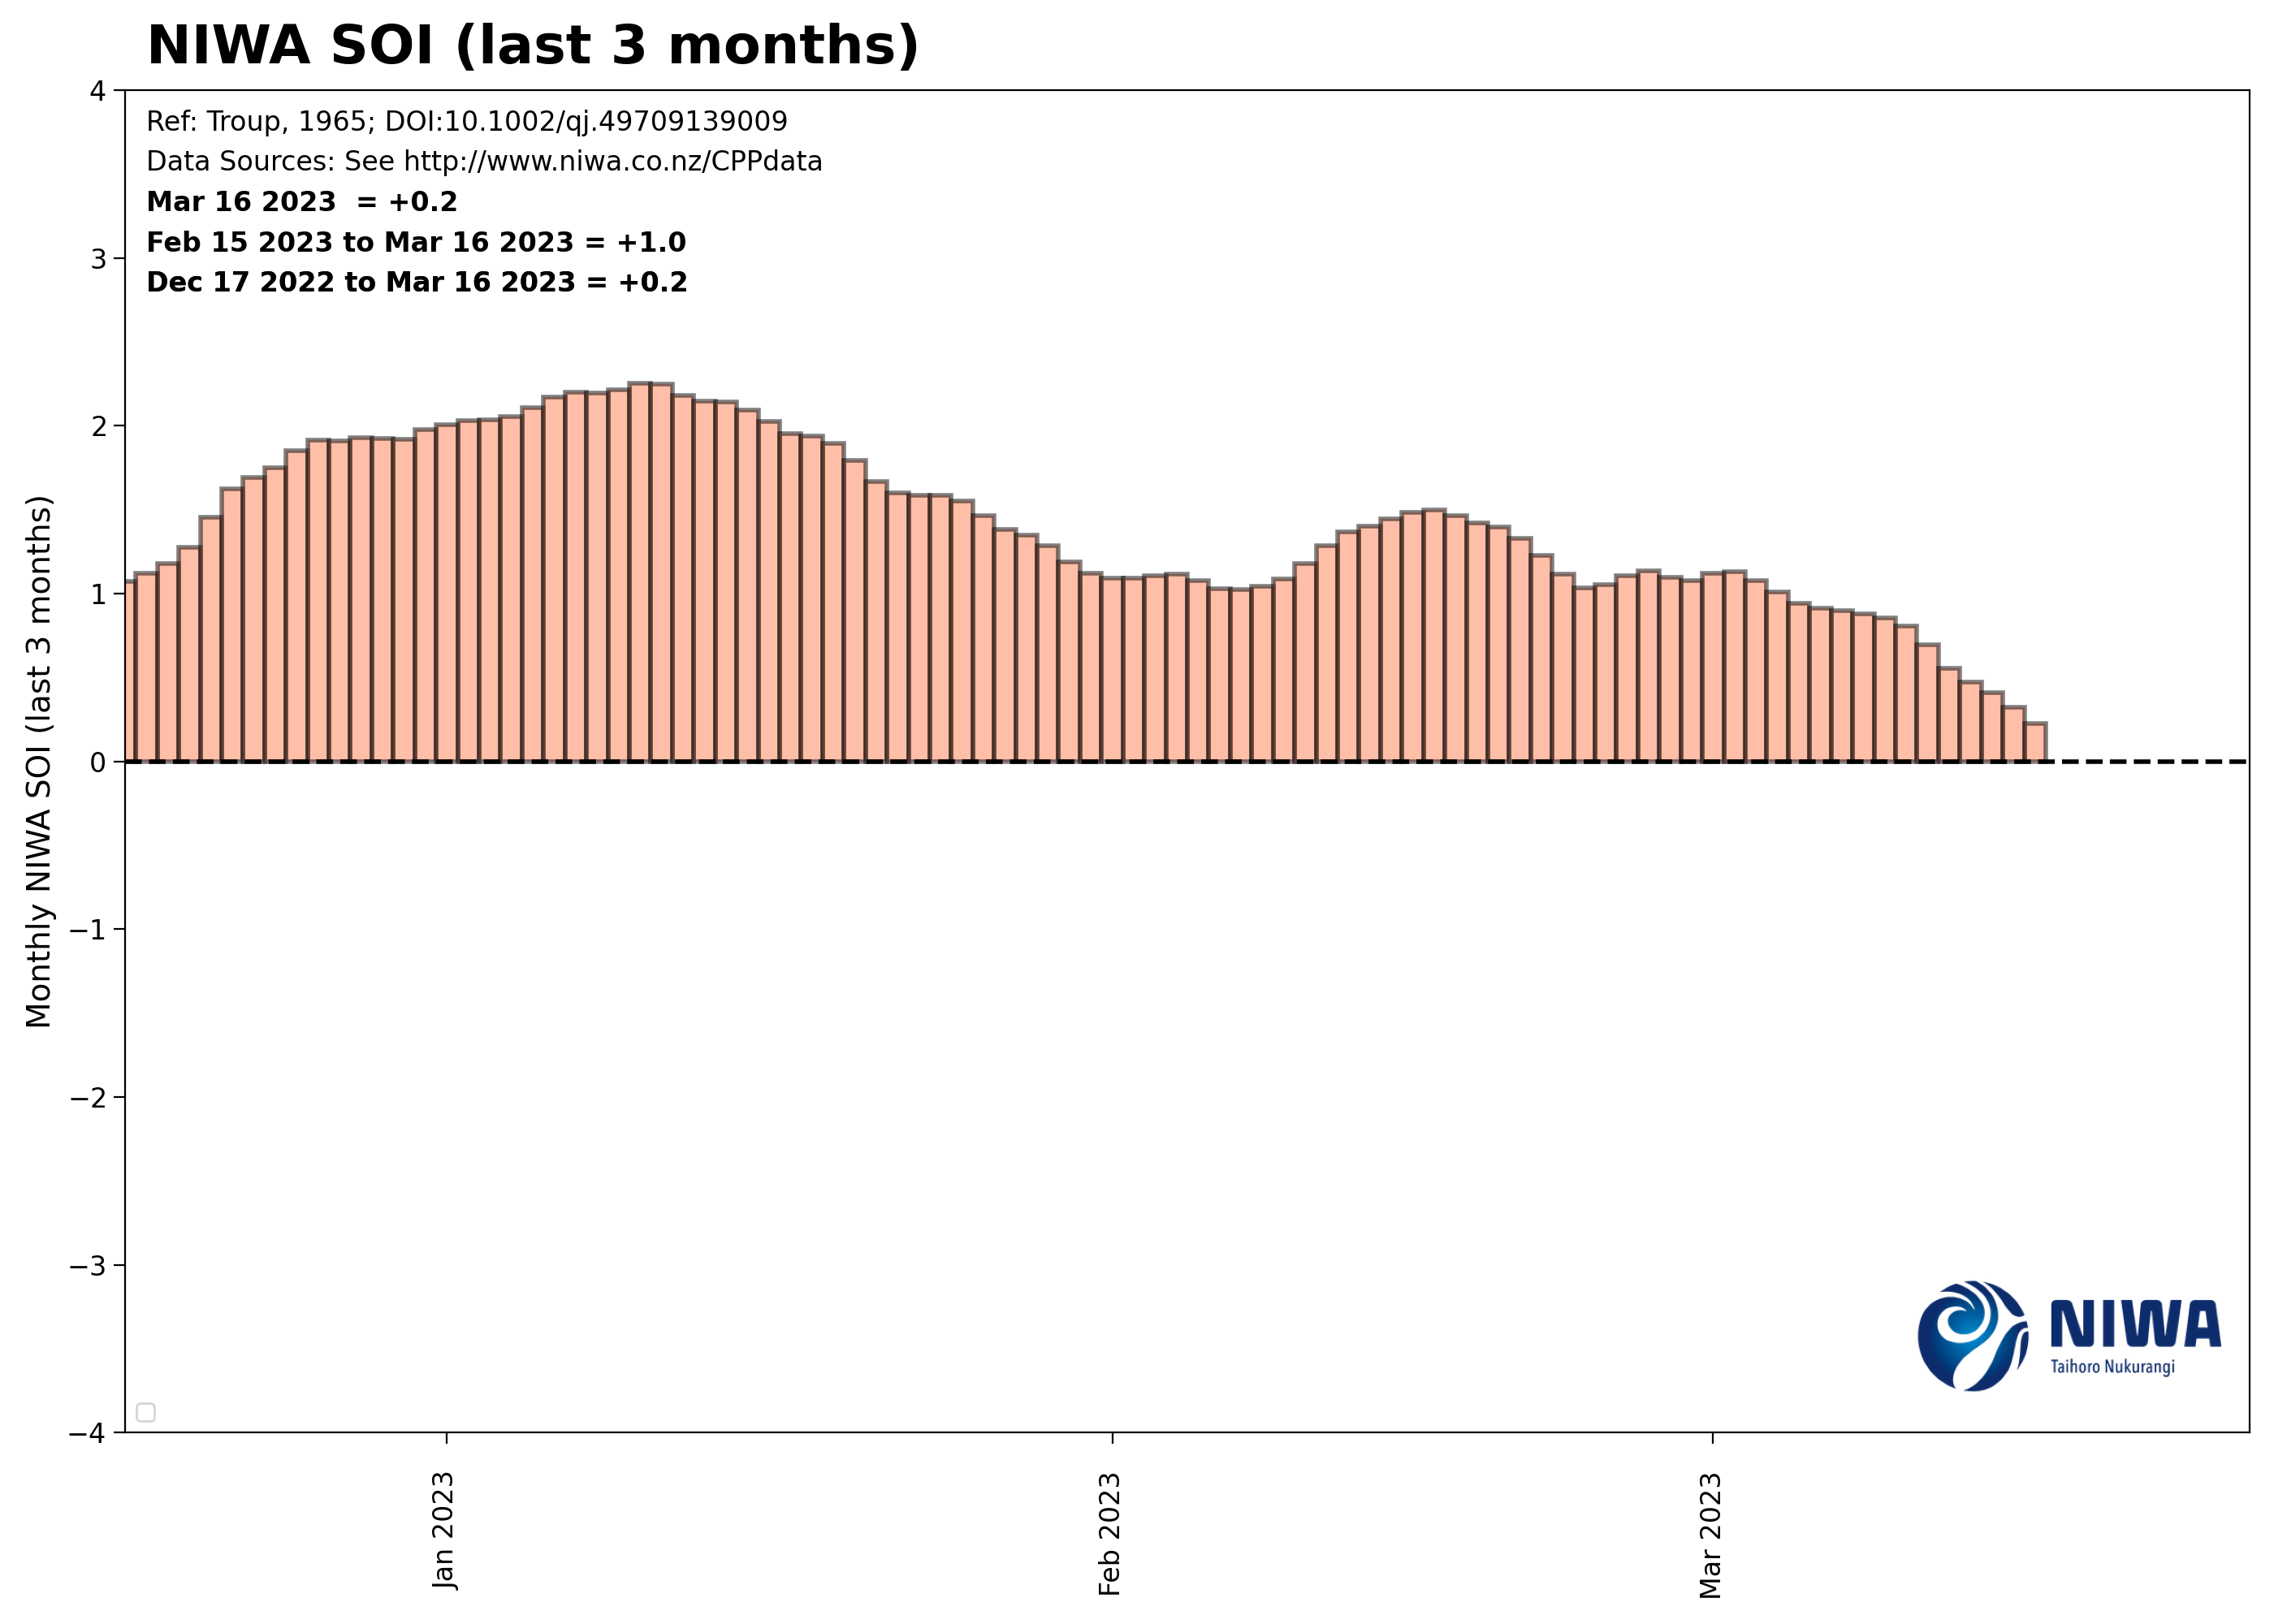 NIWA SOI (last 3 months)
Ref: Troup, 1965; DOI:10.1002/qj.49709139009
Data Sources: See http://www.niwa.co.nz/CPPdata
Mar 16 2023  = +0.2
Feb 15 2023 to Mar 16 2023 = +1.0
Dec 17 2022 to Mar 16 2023 = +0.2
Monthly NIWA SOI (last 3 months)
4
3
2
1
0
−1
−2
−3
−4
Jan 2023
Feb 2023
Mar 2023
NIWA
Taihoro Nukurangi